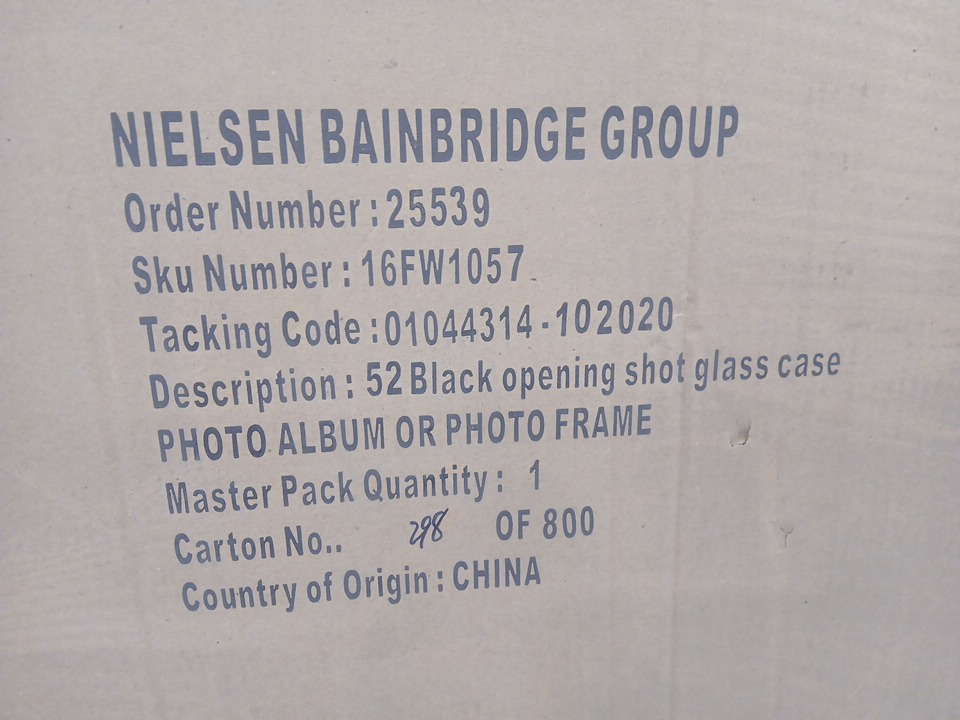 NIELSEN BAINBRIDGE GROUP
Order Number : 25539
Sku Number : 16FW1057
Tacking Code :01044314-102020
Description : 52 Black opening shot glass case
PHOTO ALBUM OR PHOTO FRAME
Master Pack Quantity : 1
Carton No.. 298 OF 800
Country of Origin : CHINA